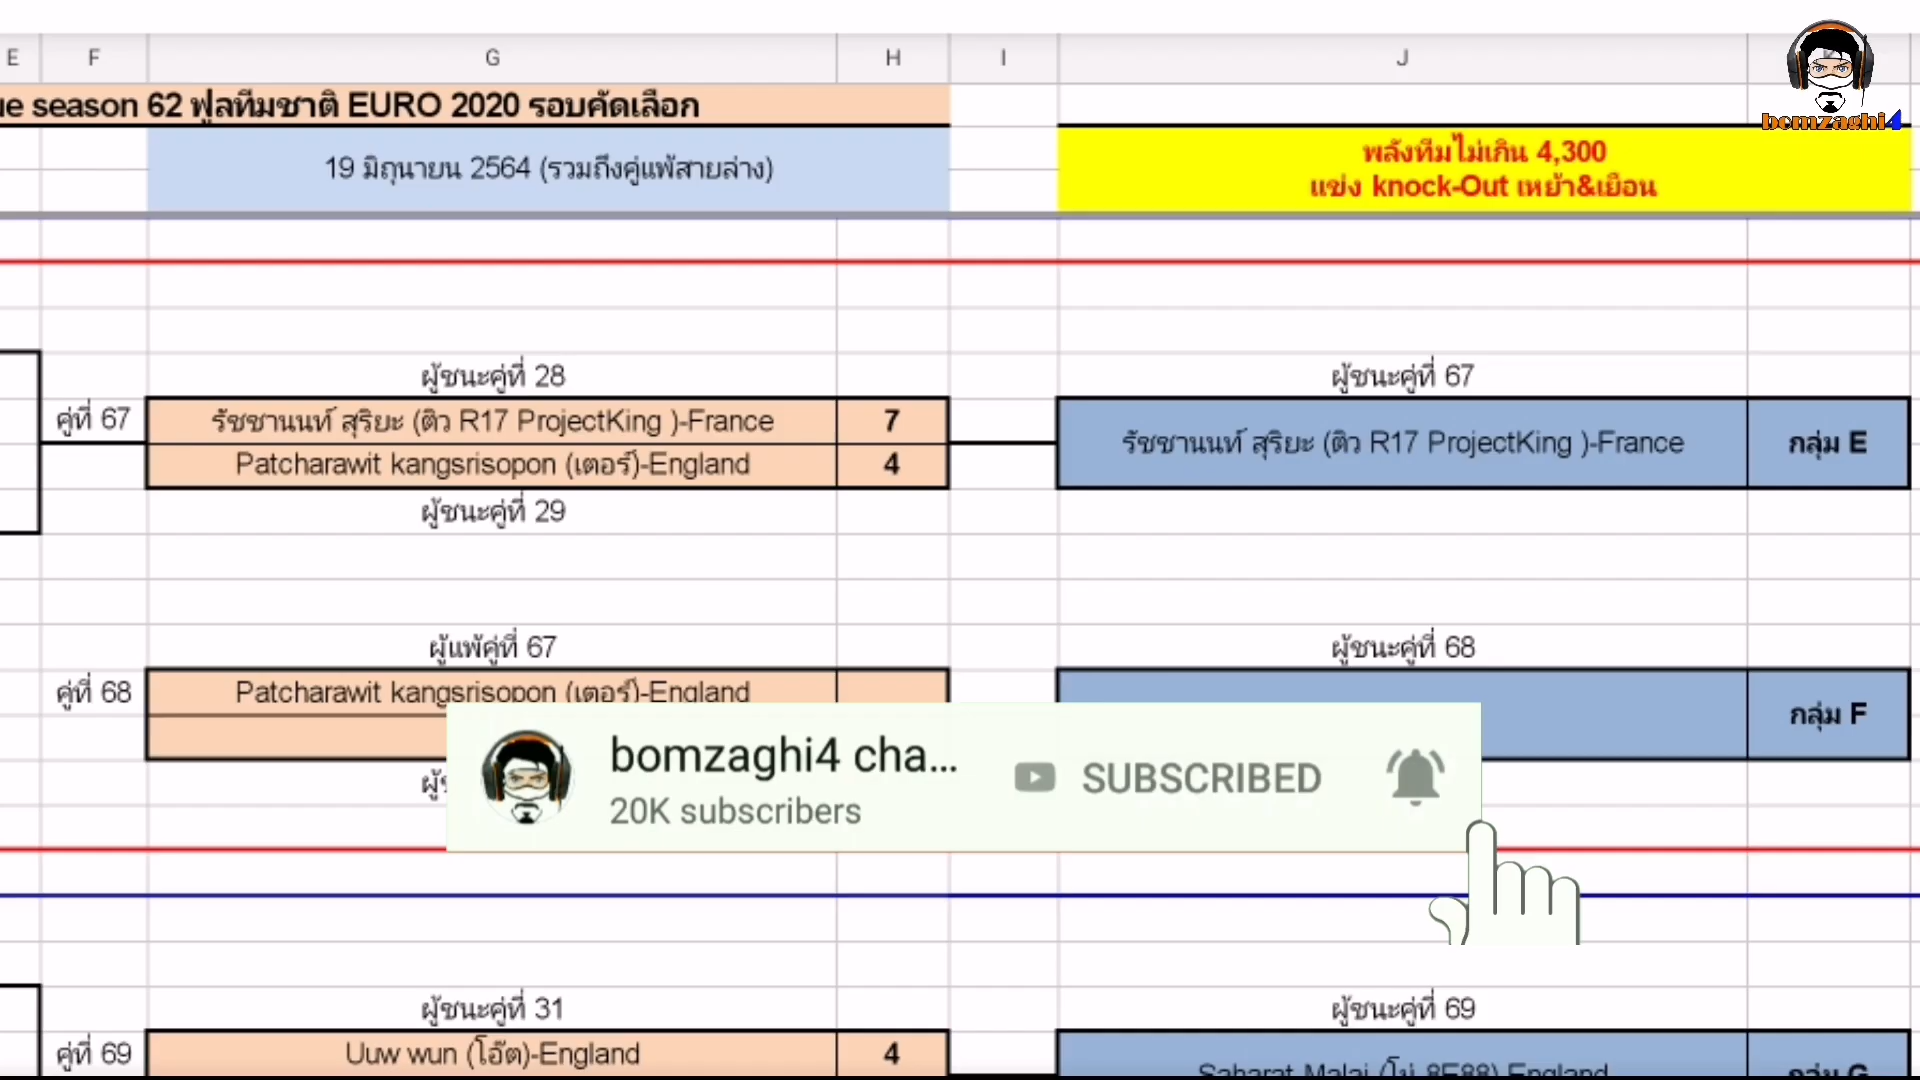 E F G H I J
ue season 62 ฟูลทีมชาติ EURO 2020 รอบคัดเลือก
bomzaghi4
19 มิถุนายน 2564 (รวมถึงคู่แพ้สายล่าง)
พลังทีมไม่เกิน 4,300
แข่ง knock-Out เหย้า&เยือน
ผู้ชนะคู่ที่ 28
ผู้ชนะคู่ที่ 67
คู่ที่ 67
รัชชานนท์ สุริยะ (ติว R17 ProjectKing )-France 7
Patcharawit kangsrisopon (เตอร์)-England 4
รัชชานนท์ สุริยะ (ติว R17 ProjectKing )-France
กลุ่ม E
ผู้ชนะคู่ที่ 29
ผู้แพ้คู่ที่ 67
ผู้ชนะคู่ที่ 68
คู่ที่ 68
Patcharawit kangsrisopon (เตอร์)-England
กลุ่ม F
bomzaghi4 cha...
20K subscribers
SUBSCRIBED
ผู้ชนะคู่ที่ 31
ผู้ชนะคู่ที่ 69
คู่ที่ 69
Uuw wun (โอ๊ต)-England 4